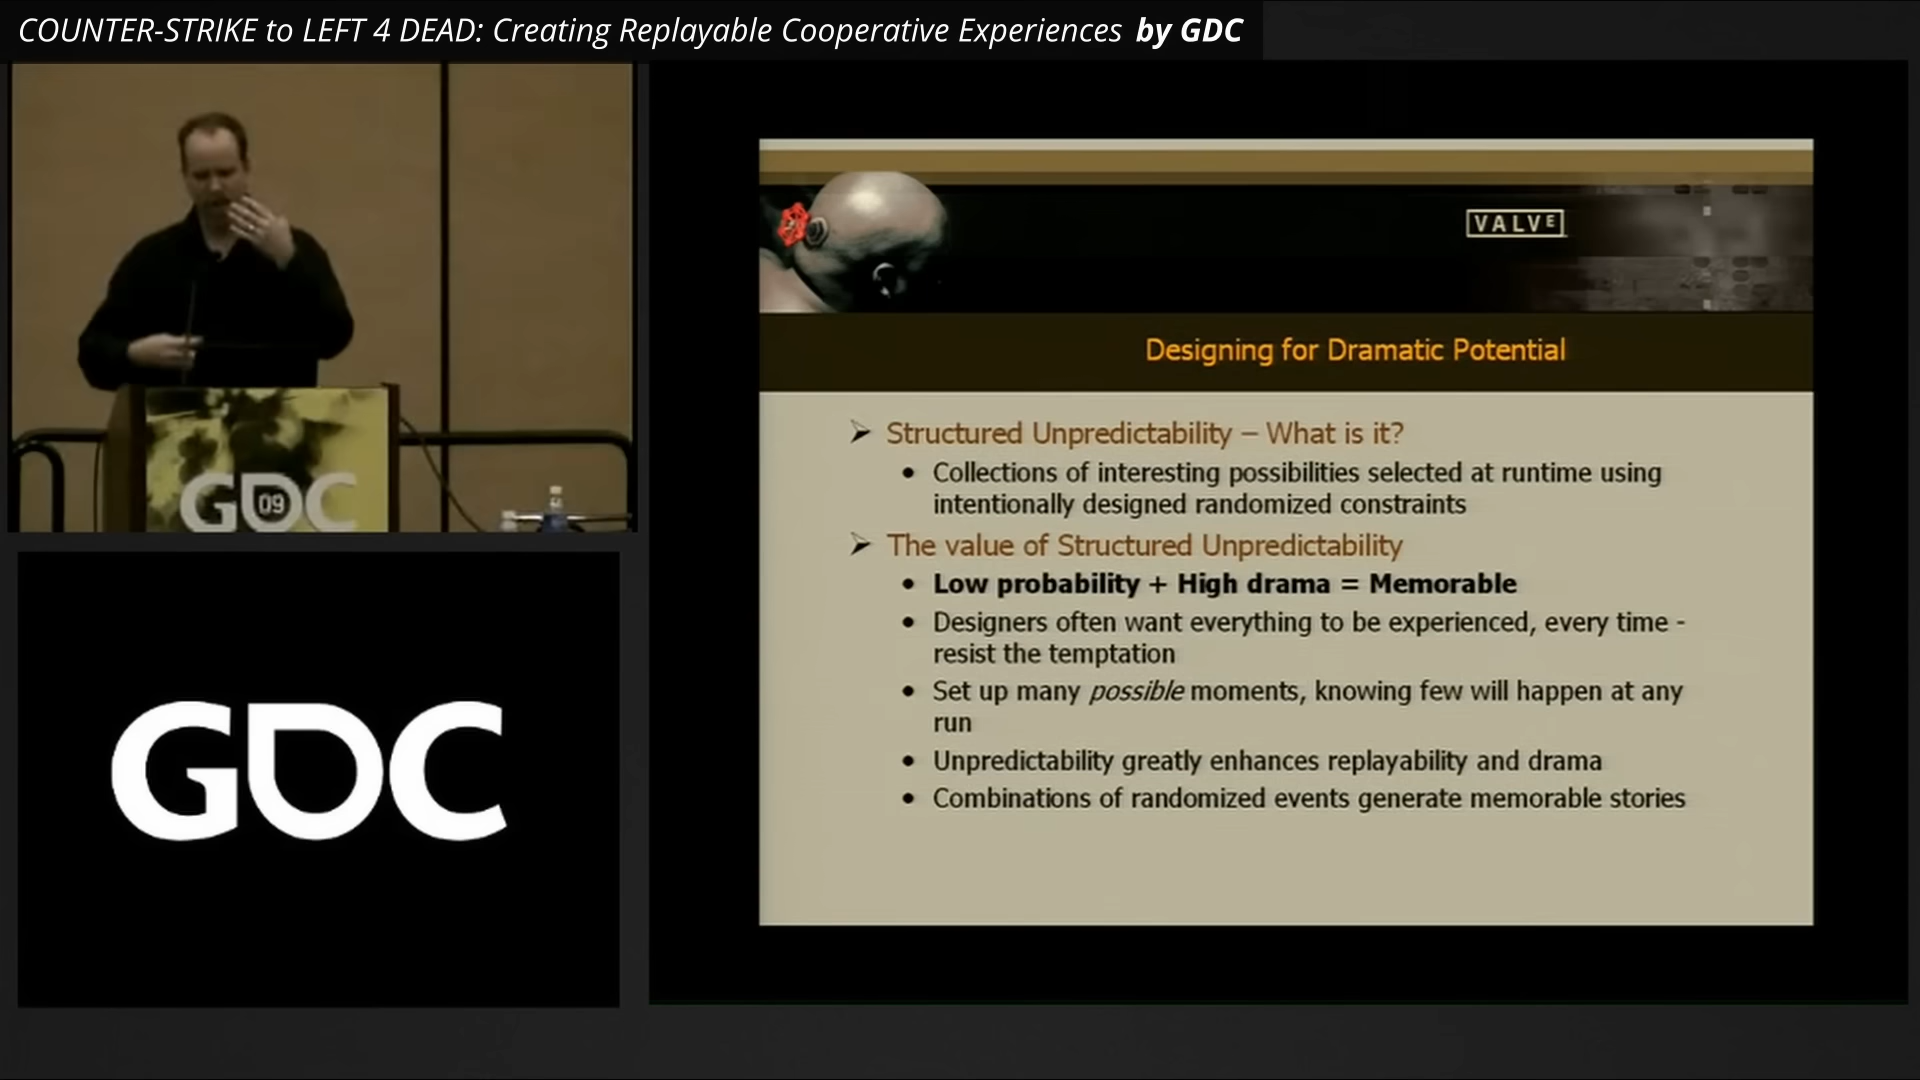 COUNTER-STRIKE to LEFT 4 DEAD: Creating Replayable Cooperative Experiences by GDC
VALVE
Designing for Dramatic Potential
Structured Unpredictability – What is it?
Collections of interesting possibilities selected at runtime using
intentionally designed randomized constraints
The value of Structured Unpredictability
Low probability + High drama = Memorable
Designers often want everything to be experienced, every time -
resist the temptation
Set up many possible moments, knowing few will happen at any
run
Unpredictability greatly enhances replayability and drama
Combinations of randomized events generate memorable stories
GDC
09
GDC